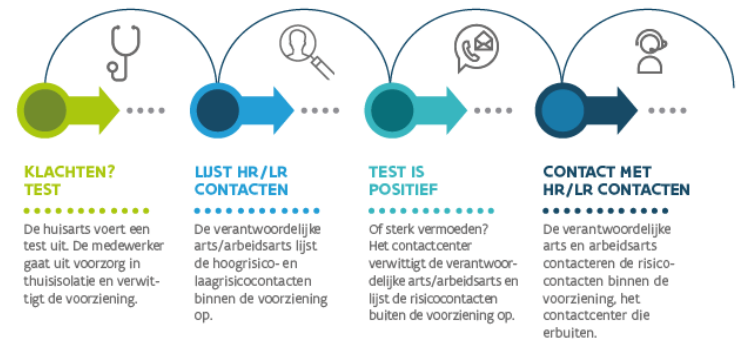 KLACHTEN?
TEST
De huisarts voert een
test uit. De medewerker
gaat uit voorzorg in
thuisisolatie en verwit-
tigt de voorziening.
LIJST HR/LR
CONTACTEN
De verantwoordelijke
arts/arbeidsarts lijst
de hoogrisico- en
laagrisicocontacten
binnen de voorziening
op.
TEST IS
POSITIEF
Of sterk vermoeden?
Het contactcenter
verwittigt de verantwoor-
delijke arts/arbeidsarts en
lijst de risicocontacten
buiten de voorziening op.
CONTACT MET
HR/LR CONTACTEN
De verantwoordelijke
arts en arbeidsarts
contacteren de risico-
contacten binnen de
voorziening, het
contactcenter die
erbuiten.